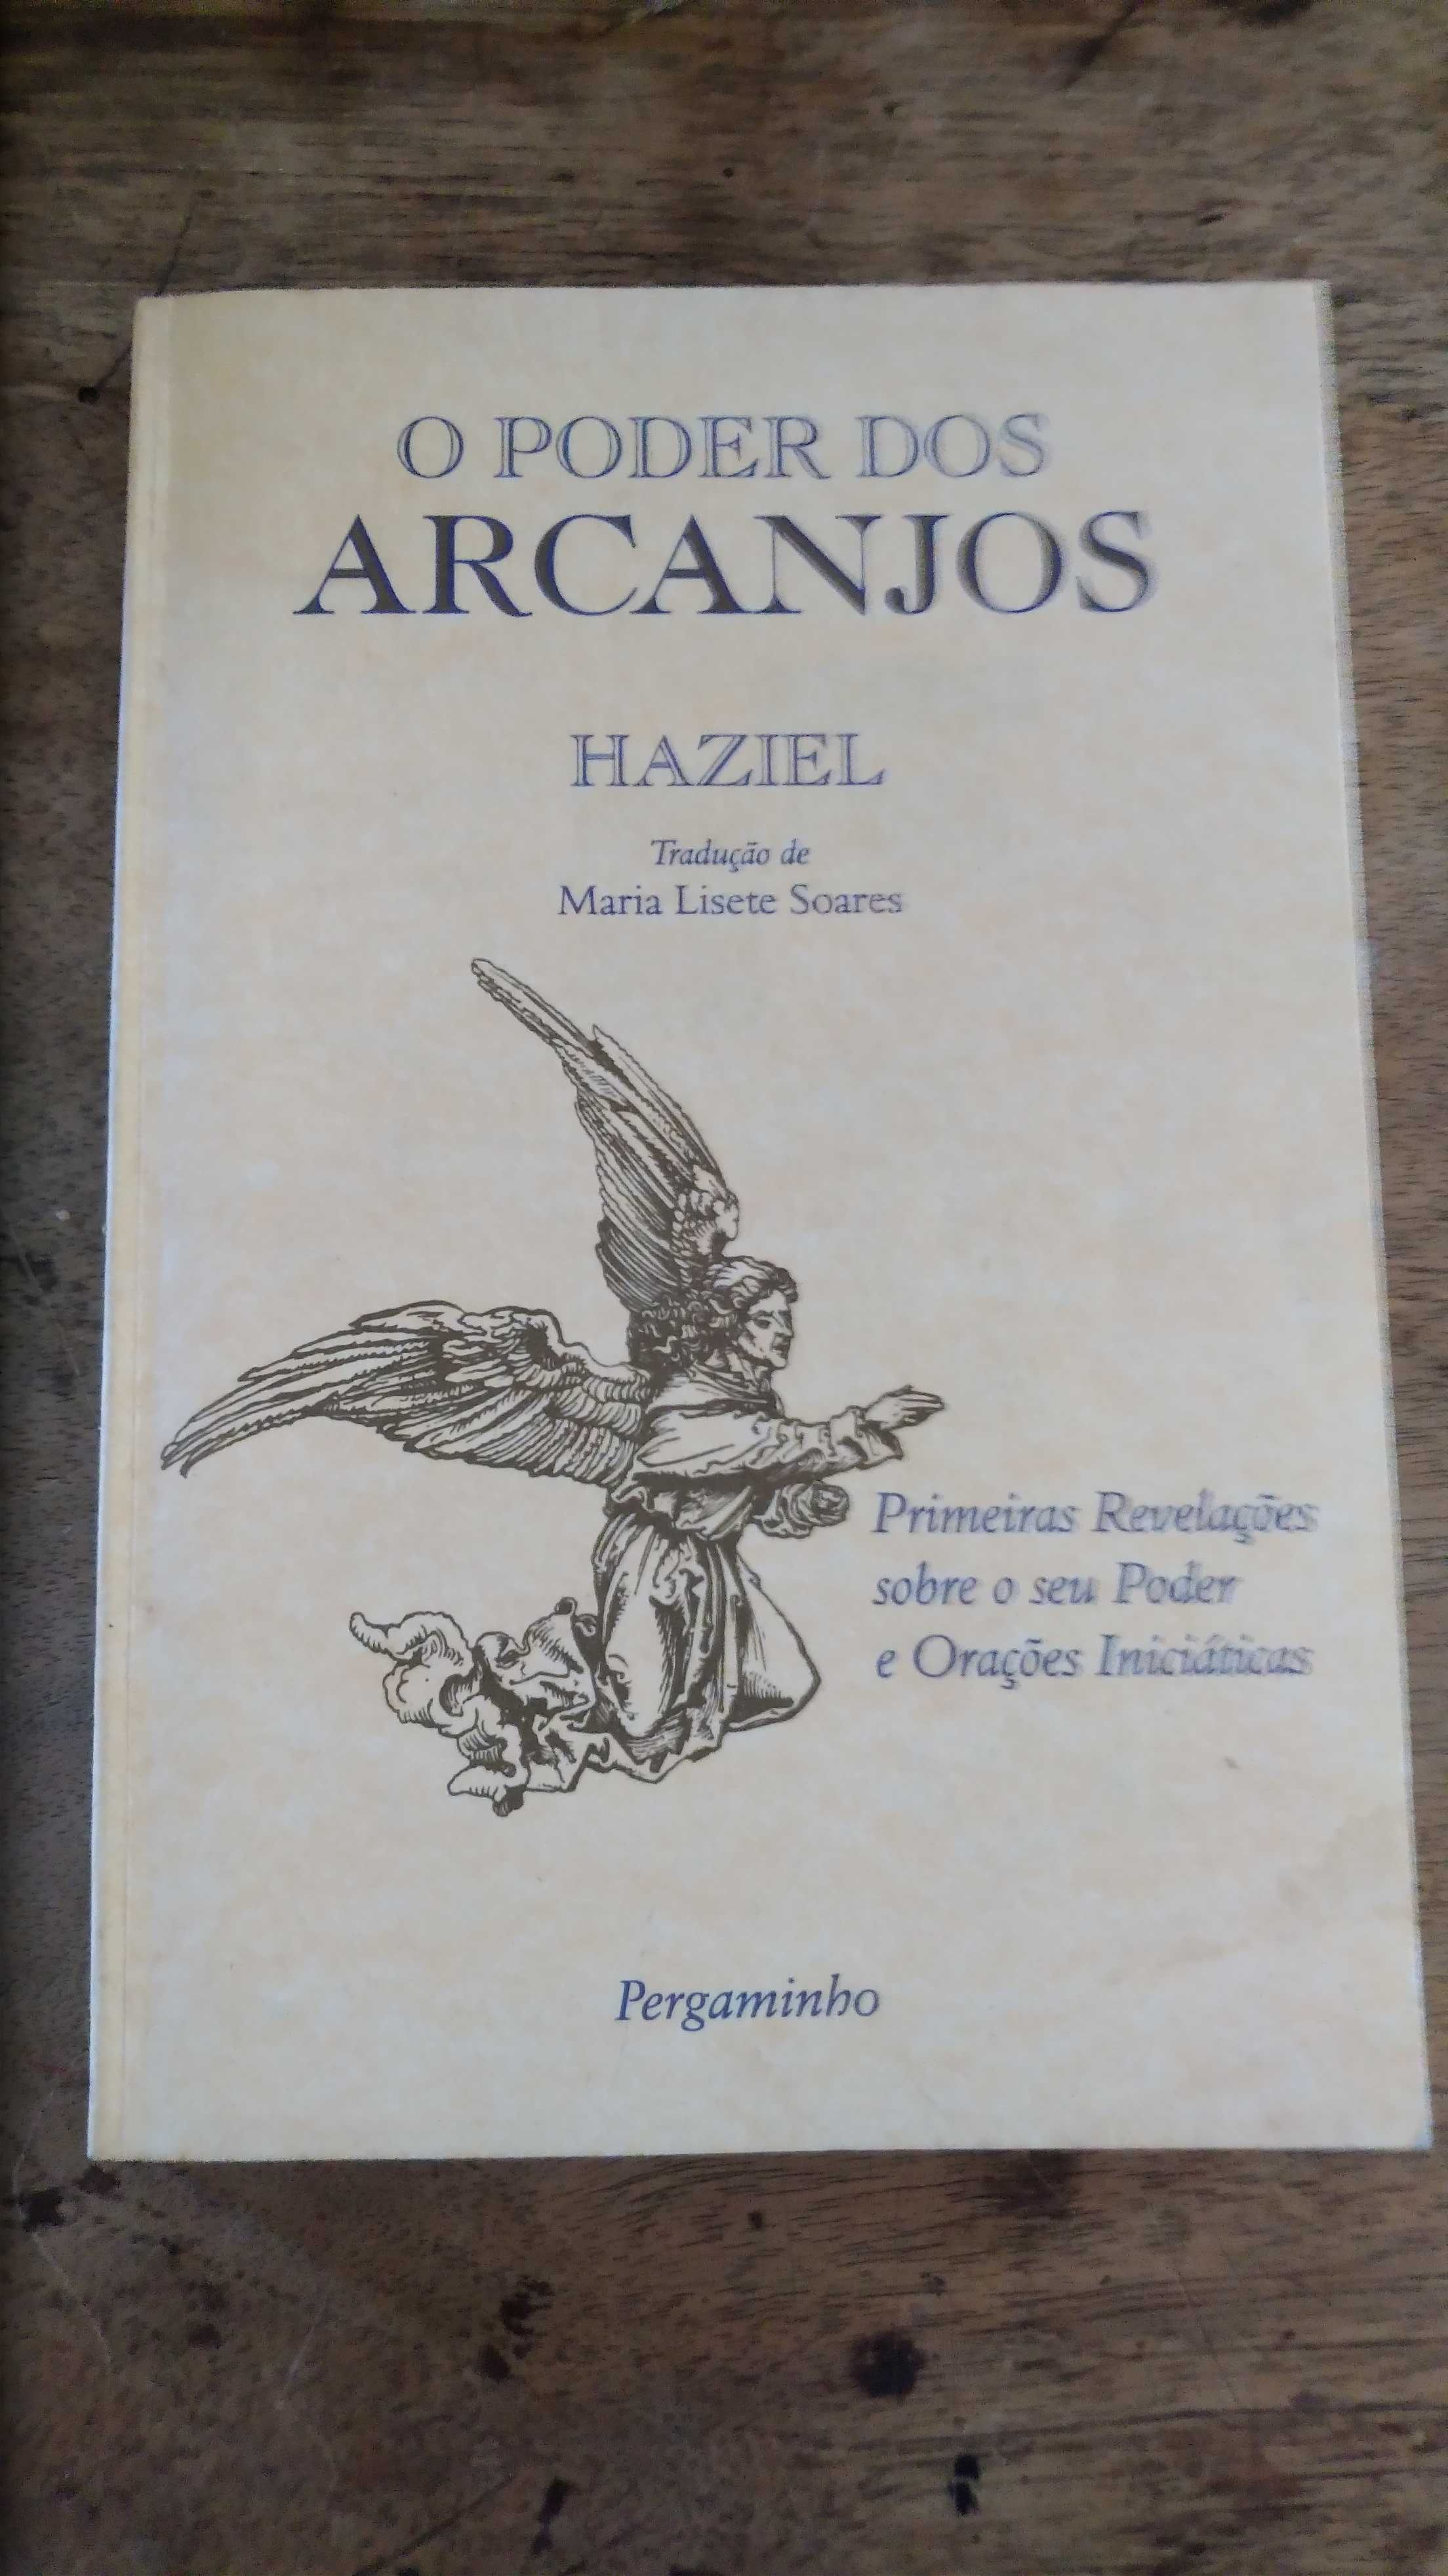 O PODER DOS
ARCANJOS
HAZIEL
Tradução de
Maria Lisete Soares
Primeiras Revelações
sobre o seu Poder
e Orações Iniciáticas
Pergaminho